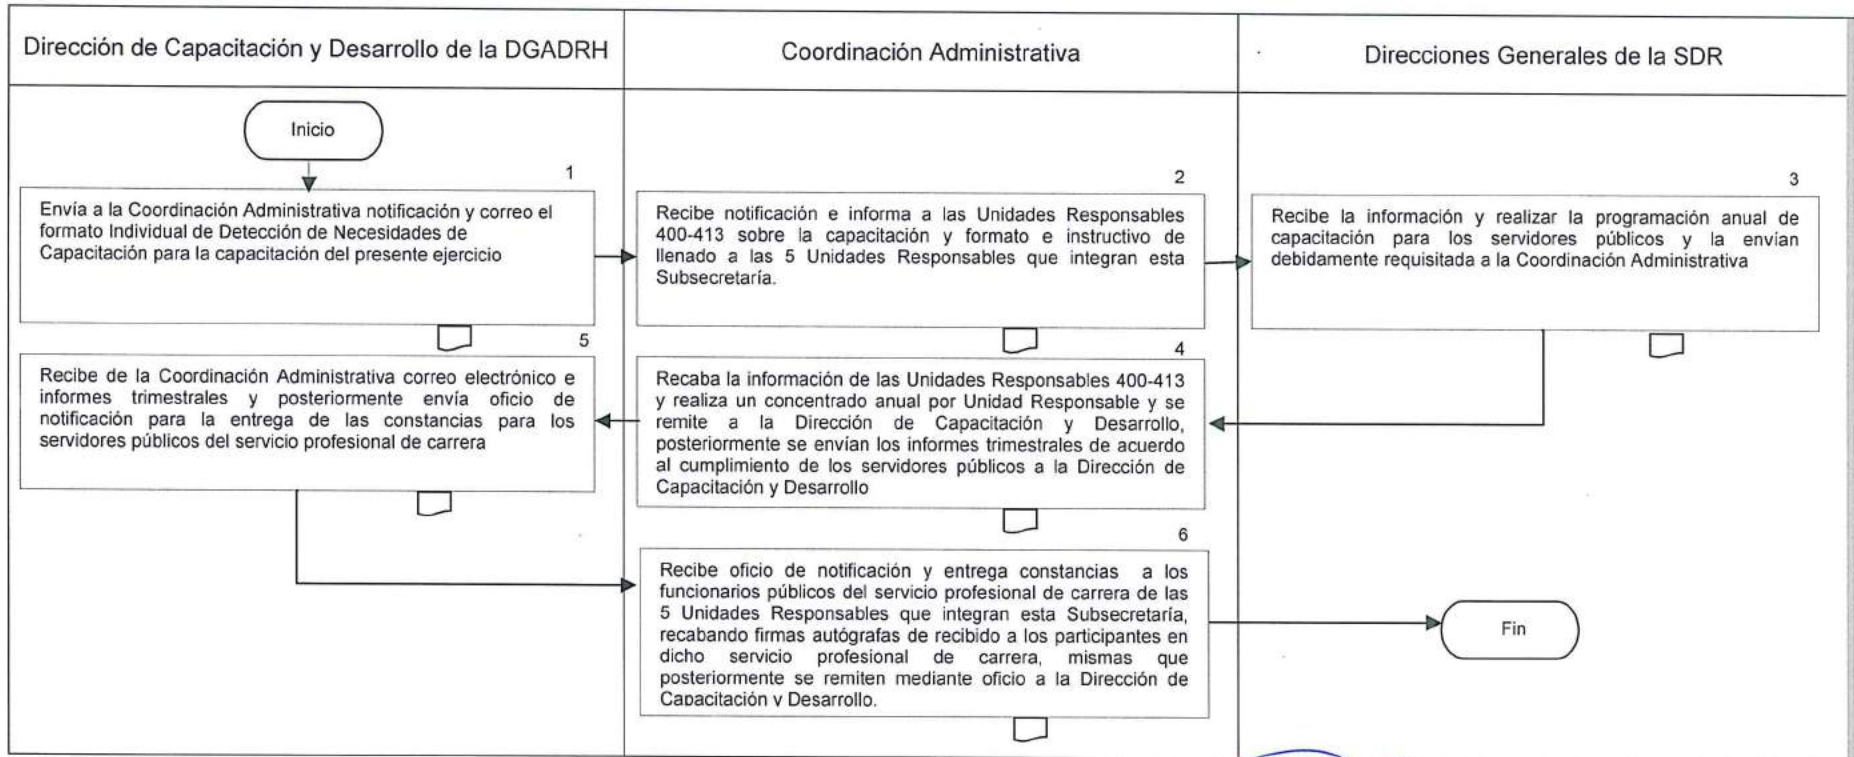 Dirección de Capacitación y Desarrollo de la DGADRH
Coordinación Administrativa
Direcciones Generales de la SDR
Inicio
1
Envía a la Coordinación Administrativa notificación y correo el
formato Individual de Detección de Necesidades de
Capacitación para la capacitación del presente ejercicio
2
Recibe notificación e informa a las Unidades Responsables
400-413 sobre la capacitación y formato e instructivo de
llenado a las 5 Unidades Responsables que integran esta
Subsecretaría.
3
Recibe la información y realizar la programación anual de
capacitación para los servidores públicos y la envían
debidamente requisitada a la Coordinación Administrativa
4
Recaba la información de las Unidades Responsables 400-413
y realiza un concentrado anual por Unidad Responsable y se
remite a la Dirección de Capacitación y Desarrollo,
posteriormente se envían los informes trimestrales de acuerdo
al cumplimiento de los servidores públicos a la Dirección de
Capacitación y Desarrollo
5
Recibe de la Coordinación Administrativa correo electrónico e
informes trimestrales y posteriormente envía oficio de
notificación para la entrega de las constancias para los
servidores públicos del servicio profesional de carrera
6
Recibe oficio de notificación y entrega constancias a los
funcionarios públicos del servicio profesional de carrera de las
5 Unidades Responsables que integran esta Subsecretaría,
recabando firmas autógrafas de recibido a los participantes en
dicho servicio profesional de carrera, mismas que
posteriormente se remiten mediante oficio a la Dirección de
Capacitación y Desarrollo.
Fin